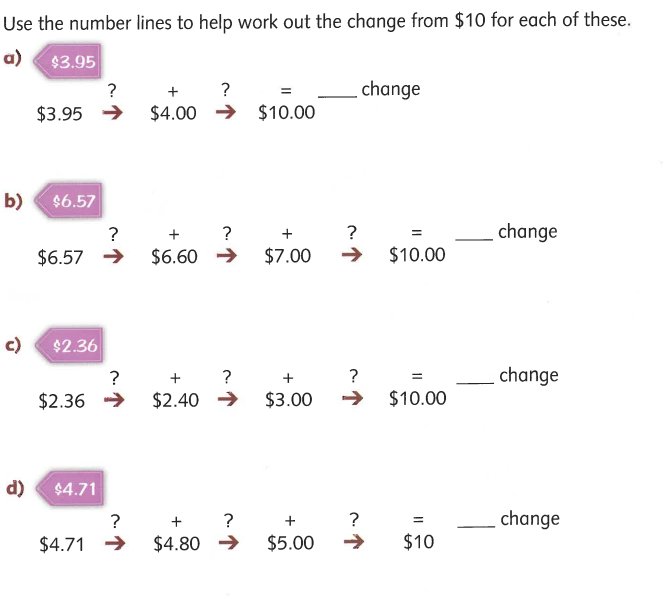 Use the number lines to help work out the change from $10 for each of these.
a) $3.95
? + ? = ____ change
$3.95 → $4.00 → $10.00
b) $6.57
? + ? + ? = ____ change
$6.57 → $6.60 → $7.00 → $10.00
c) $2.36
? + ? + ? = ____ change
$2.36 → $2.40 → $3.00 → $10.00
d) $4.71
? + ? + ? = ____ change
$4.71 → $4.80 → $5.00 → $10